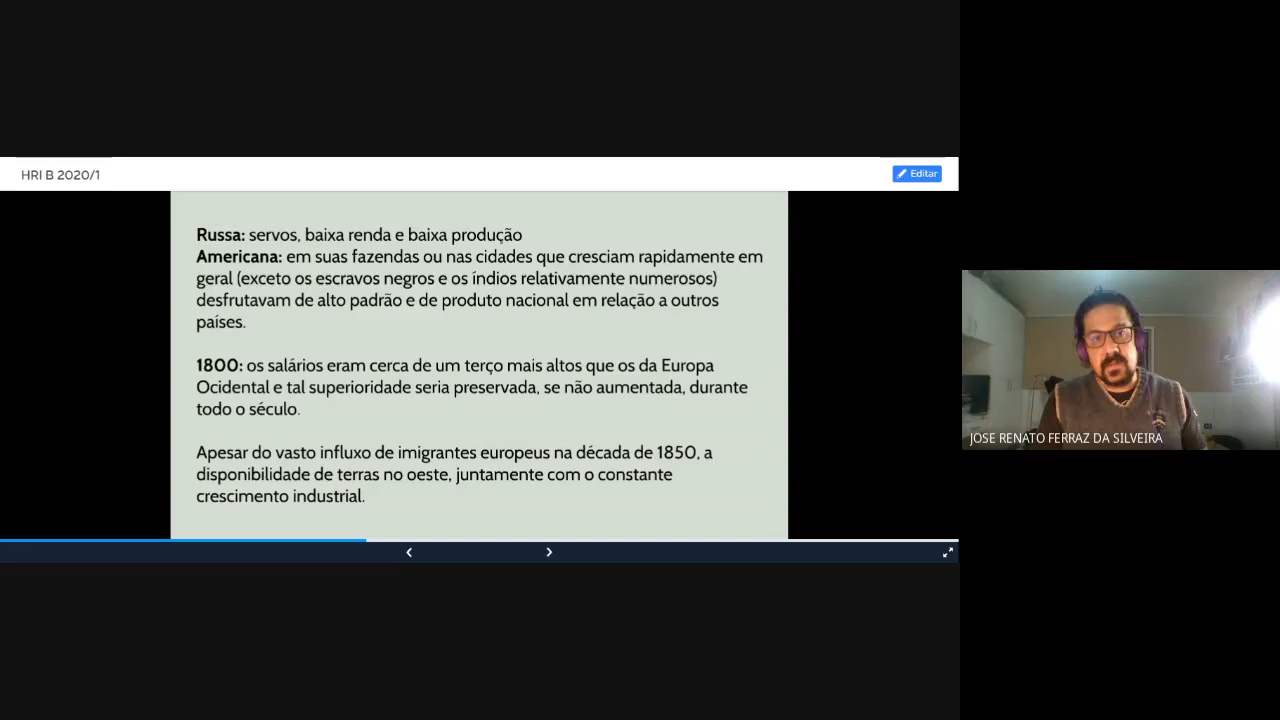 HRI B 2020/1
Editar
Russa: servos, baixa renda e baixa produção
Americana: em suas fazendas ou nas cidades que cresciam rapidamente em
geral (exceto os escravos negros e os índios relativamente numerosos)
desfrutavam de alto padrão e de produto nacional em relação a outros
países.
1800: os salários eram cerca de um terço mais altos que os da Europa
Ocidental e tal superioridade seria preservada, se não aumentada, durante
todo o século.
Apesar do vasto influxo de imigrantes europeus na década de 1850, a
disponibilidade de terras no oeste, juntamente com o constante
crescimento industrial.
JOSE RENATO FERRAZ DA SILVEIRA